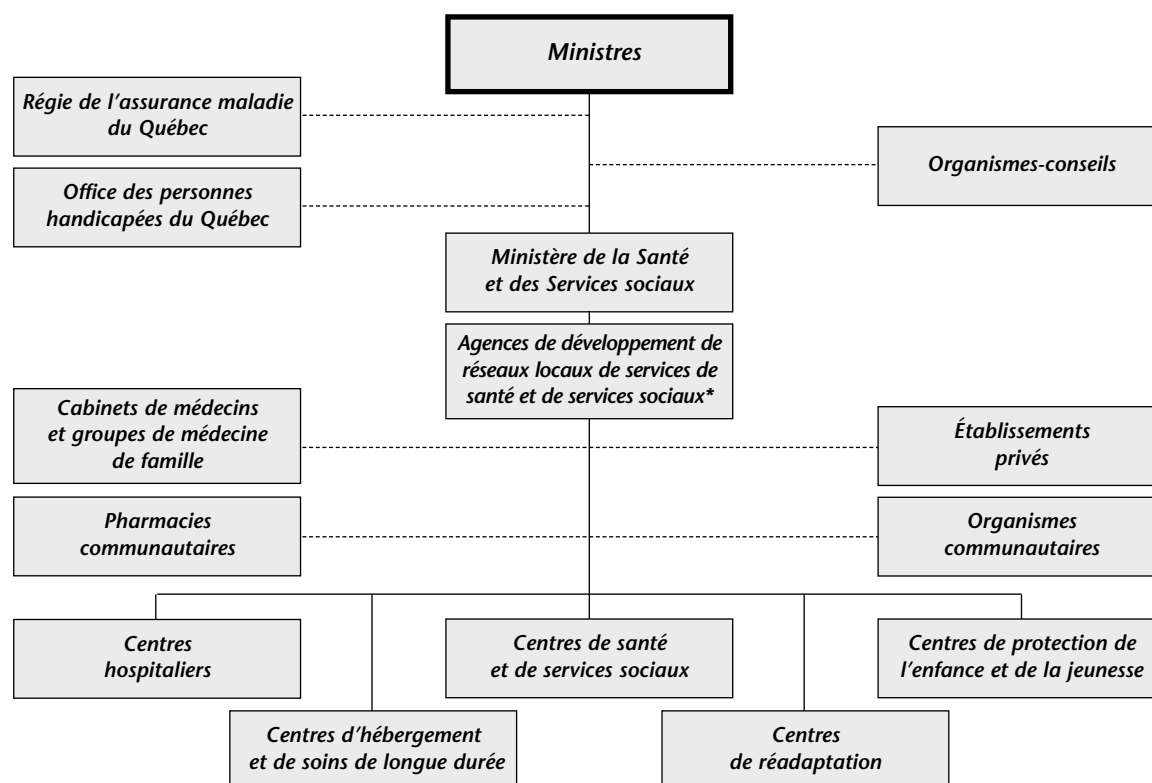 Ministres
Régie de l’assurance maladie
du Québec
Organismes-conseils
Office des personnes
handicapées du Québec
Ministère de la Santé
et des Services sociaux
Agences de développement de
réseaux locaux de services de
santé et de services sociaux*
Cabinets de médecins
et groupes de médecine
de famille
Établissements
privés
Pharmacies
communautaires
Organismes
communautaires
Centres
hospitaliers
Centres de santé
et de services sociaux
Centres de protection de
l’enfance et de la jeunesse
Centres d’hébergement
et de soins de longue durée
Centres
de réadaptation